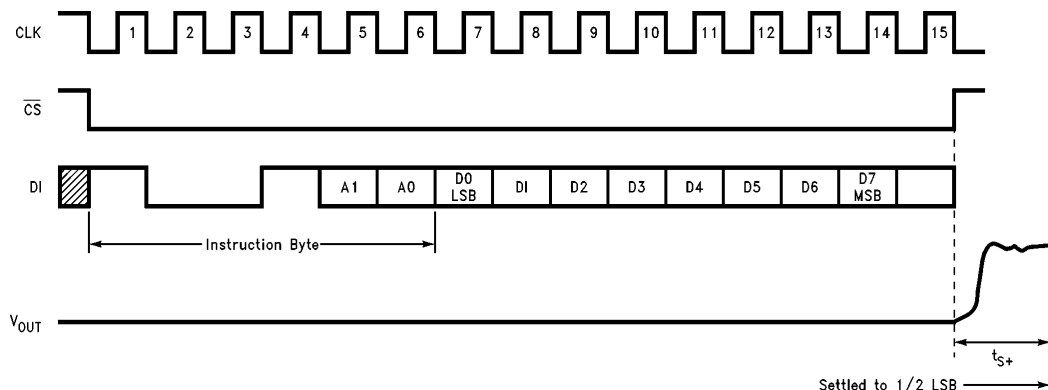 CLK 1 2 3 4 5 6 7 8 9 10 11 12 13 14 15
CS
DI A1 A0 D0 LSB DI D2 D3 D4 D5 D6 D7 MSB
Instruction Byte
VOUT
tS+
Settled to 1/2 LSB